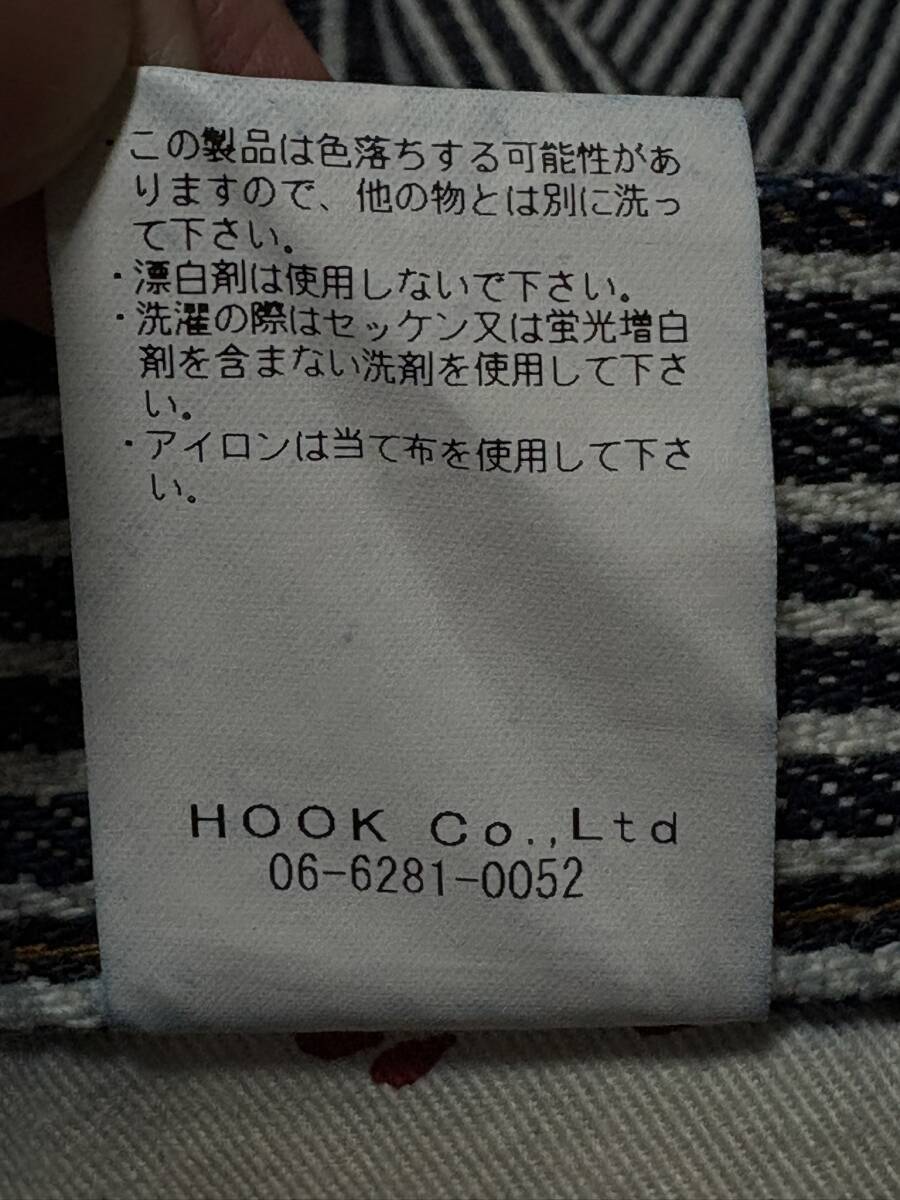 ・この製品は色落ちする可能性があ
りますので、他の物とは別に洗っ
て下さい。
・漂白剤は使用しないで下さい。
・洗濯の際はセッケン又は蛍光増白
剤を含まない洗剤を使用して下さ
い。
・アイロンは当て布を使用して下さ
い。
HOOK Co.,Ltd
06-6281-0052